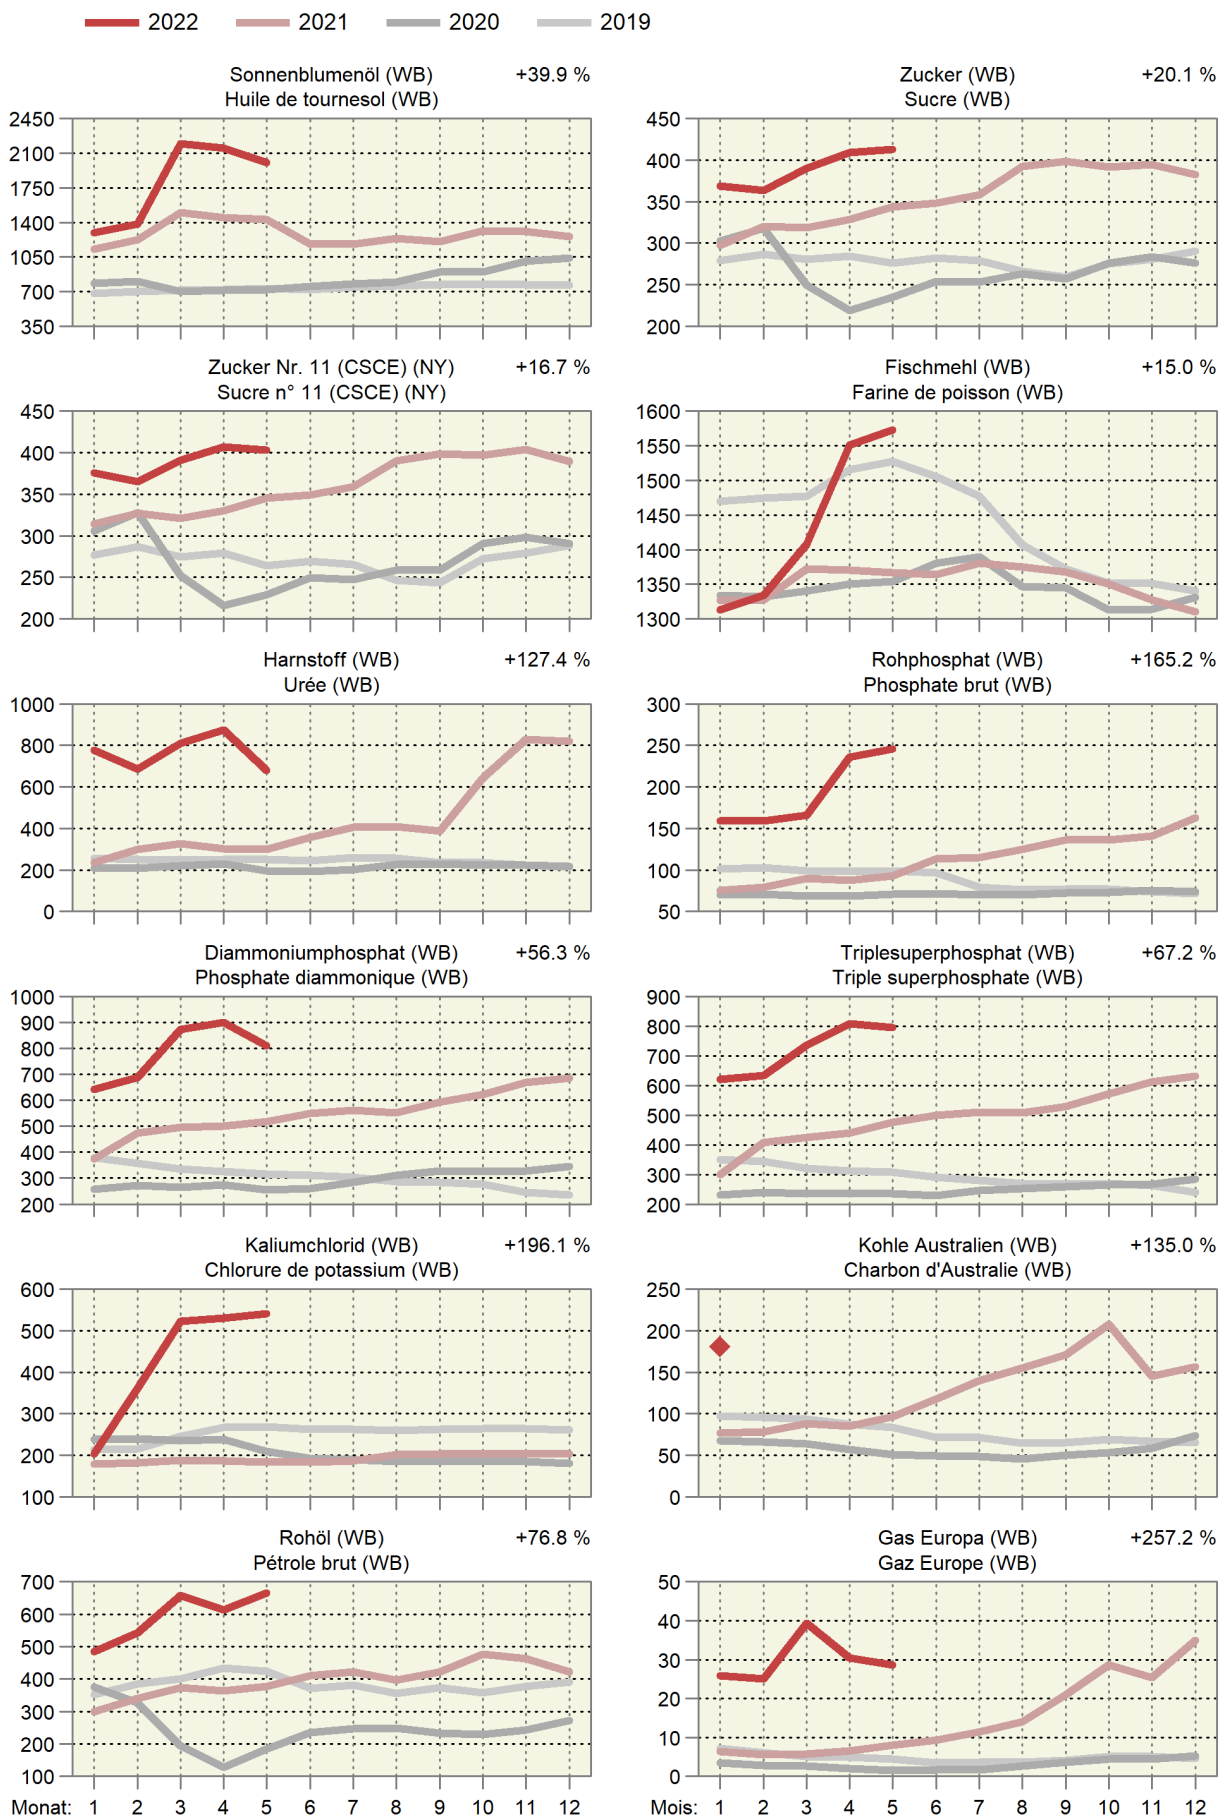 2022 2021 2020 2019
Sonnenblumenöl (WB) +39.9 %
Huile de tournesol (WB)
2450
2100
1750
1400
1050
700
350
Zucker (WB) +20.1 %
Sucre (WB)
450
400
350
300
250
200
Zucker Nr. 11 (CSCE) (NY) +16.7 %
Sucre n° 11 (CSCE) (NY)
450
400
350
300
250
200
Fischmehl (WB) +15.0 %
Farine de poisson (WB)
1600
1550
1500
1450
1400
1350
1300
Harnstoff (WB) +127.4 %
Urée (WB)
1000
800
600
400
200
0
Rohphosphat (WB) +165.2 %
Phosphate brut (WB)
300
250
200
150
100
50
Diammoniumphosphat (WB) +56.3 %
Phosphate diammonique (WB)
1000
900
800
700
600
500
400
300
200
Triplesuperphosphat (WB) +67.2 %
Triple superphosphate (WB)
900
800
700
600
500
400
300
200
Kaliumchlorid (WB) +196.1 %
Chlorure de potassium (WB)
600
500
400
300
200
100
Kohle Australien (WB) +135.0 %
Charbon d'Australie (WB)
250
200
150
100
50
0
Rohöl (WB) +76.8 %
Pétrole brut (WB)
700
600
500
400
300
200
100
Monat: 1 2 3 4 5 6 7 8 9 10 11 12
Gas Europa (WB) +257.2 %
Gaz Europe (WB)
50
40
30
20
10
0
Mois: 1 2 3 4 5 6 7 8 9 10 11 12